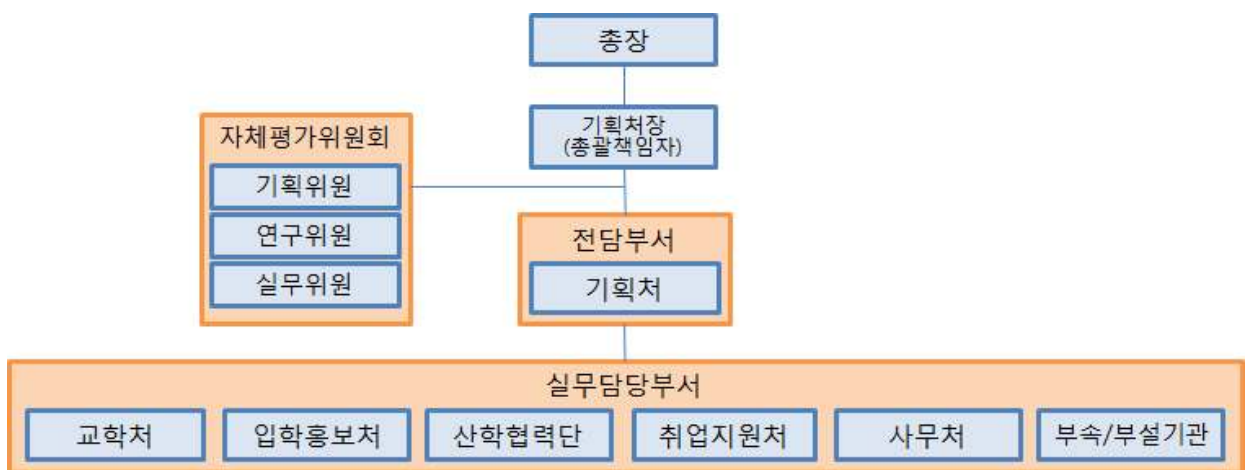 총장
기획처장
(총괄책임자)
자체평가위원회
기획위원
연구위원
실무위원
전담부서
기획처
실무담당부서
교학처
입학홍보처
산학협력단
취업지원처
사무처
부속/부설기관